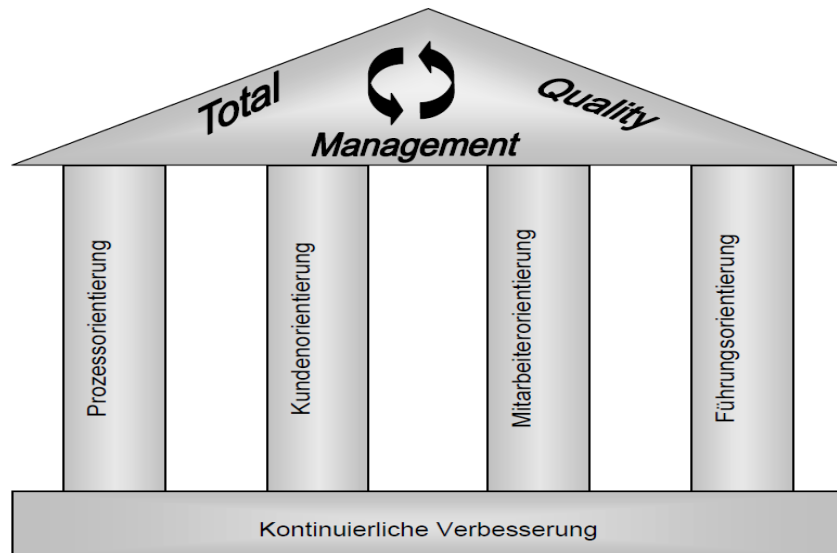 Total
Quality
Management
Prozessorientierung
Kundenorientierung
Mitarbeiterorientierung
Führungsorientierung
Kontinuierliche Verbesserung